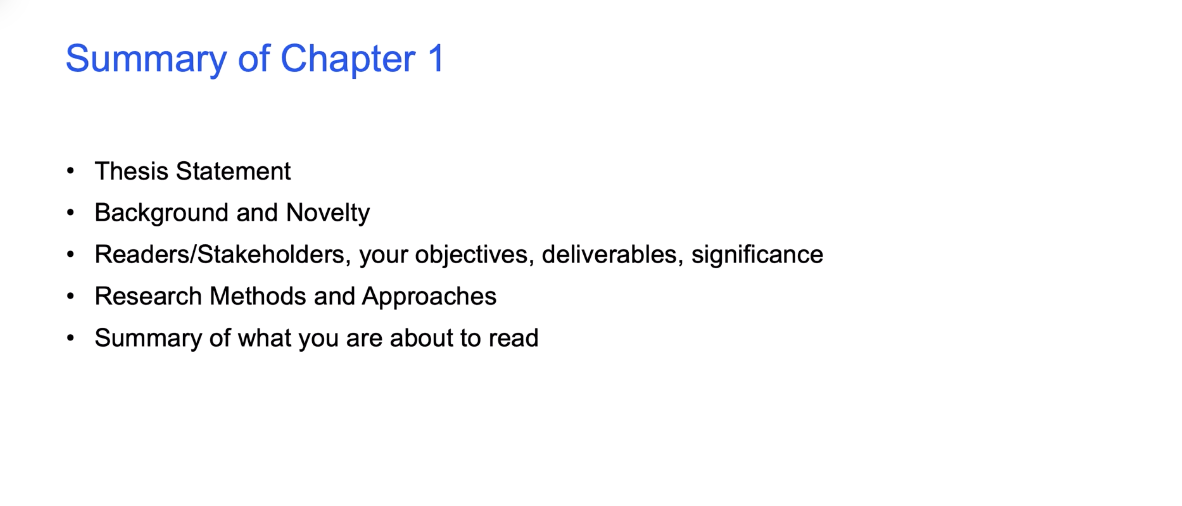 Summary of Chapter 1
• Thesis Statement
• Background and Novelty
• Readers/Stakeholders, your objectives, deliverables, significance
• Research Methods and Approaches
• Summary of what you are about to read